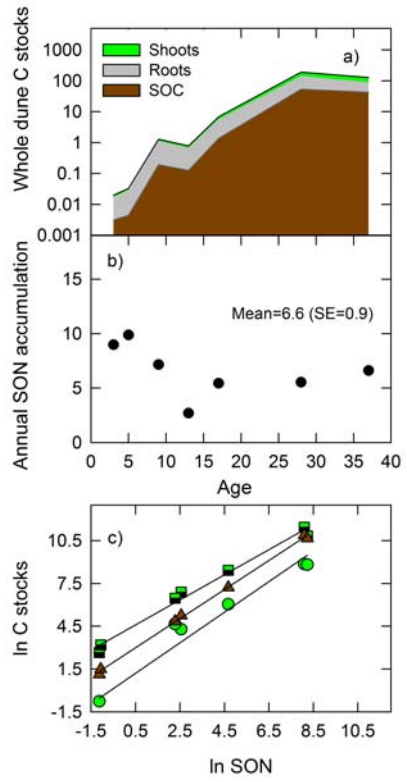 Whole dune C stocks
1000
100
10
1
0.1
0.01
0.001
Shoots
Roots
SOC
a)
Annual SON accumulation
15
10
5
0
b)
Mean=6.6 (SE=0.9)
0 5 10 15 20 25 30 35 40
Age
ln C stocks
10.5
7.5
4.5
1.5
-1.5
c)
-1.5 0.5 2.5 4.5 6.5 8.5 10.5
ln SON